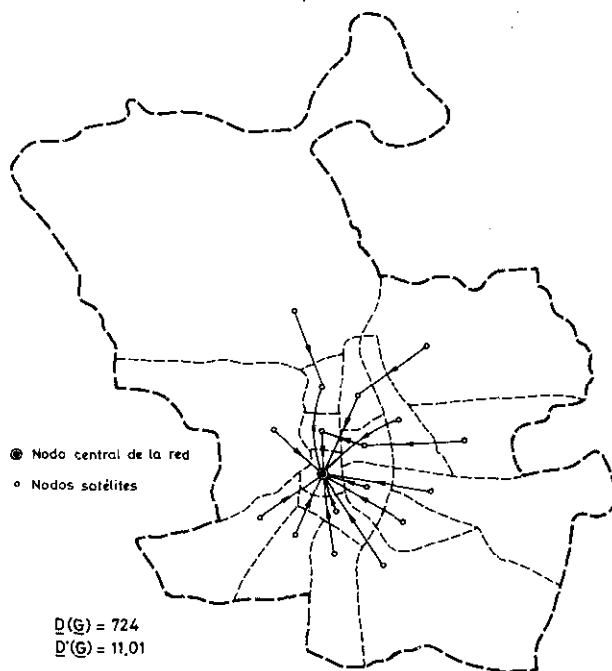 Nodo central de la red
Nodos satélites
D(G) = 724
D'(G) = 11,01